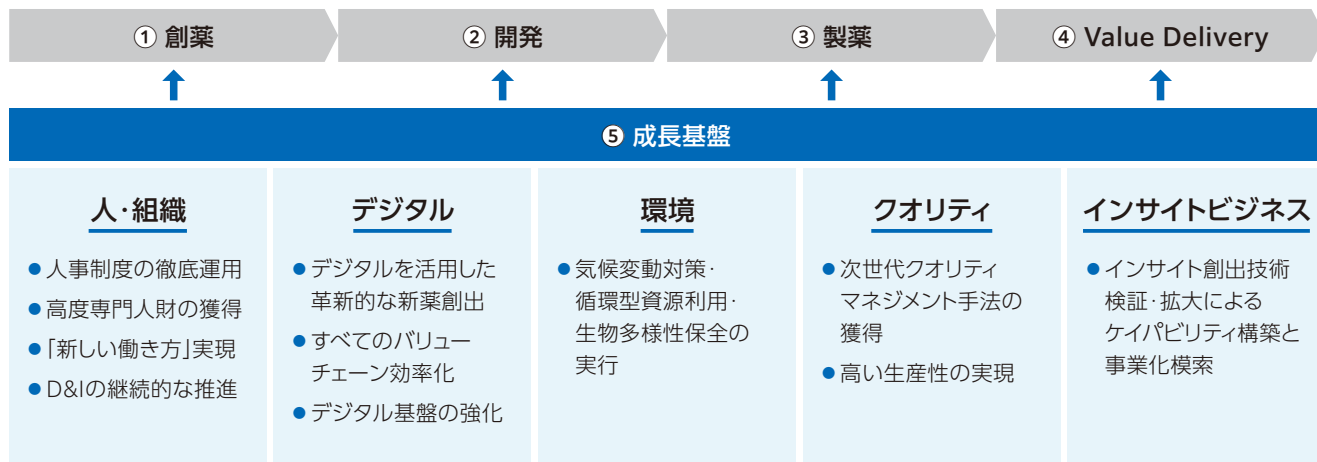 ① 創薬
② 開発
③ 製薬
④ Value Delivery
⑤ 成長基盤
人・組織
● 人事制度の徹底運用
● 高度専門人財の獲得
● 「新しい働き方」実現
● D&Iの継続的な推進
デジタル
● デジタルを活用した
革新的な新薬創出
● すべてのバリュー
チェーン効率化
● デジタル基盤の強化
環境
● 気候変動対策・
循環型資源利用・
生物多様性保全の
実行
クオリティ
● 次世代クオリティ
マネジメント手法の
獲得
● 高い生産性の実現
インサイトビジネス
● インサイト創出技術
検証・拡大による
ケイパビリティ構築と
事業化模索